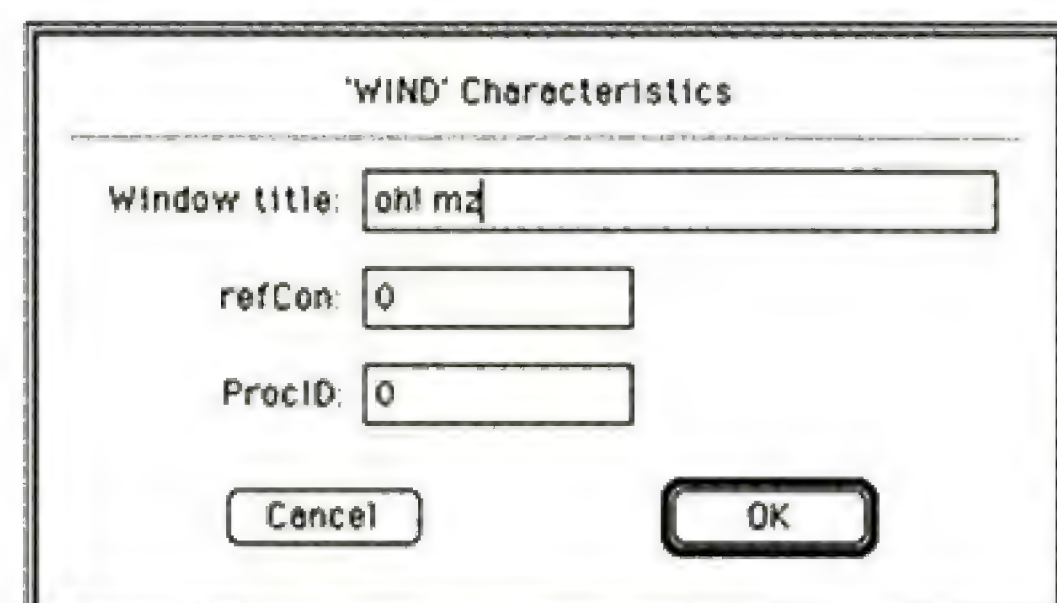 'WIND' Characteristics
Window title: oh! mz
refCon: 0
ProcID: 0
Cancel OK